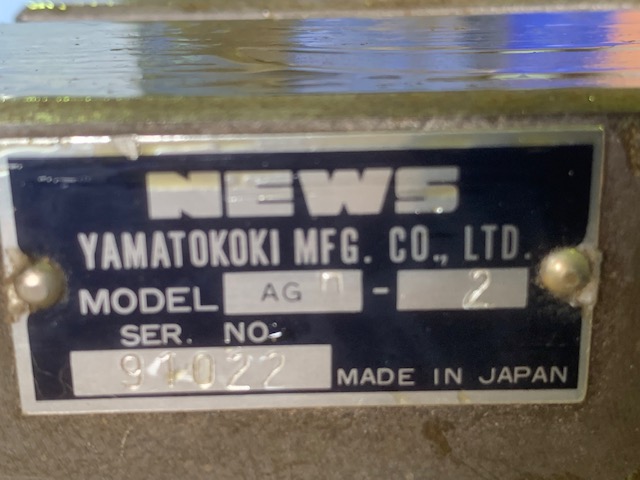 NEWS
YAMATOKOKI MFG. CO., LTD.
MODEL AG n - 2
SER. NO.
91022 MADE IN JAPAN